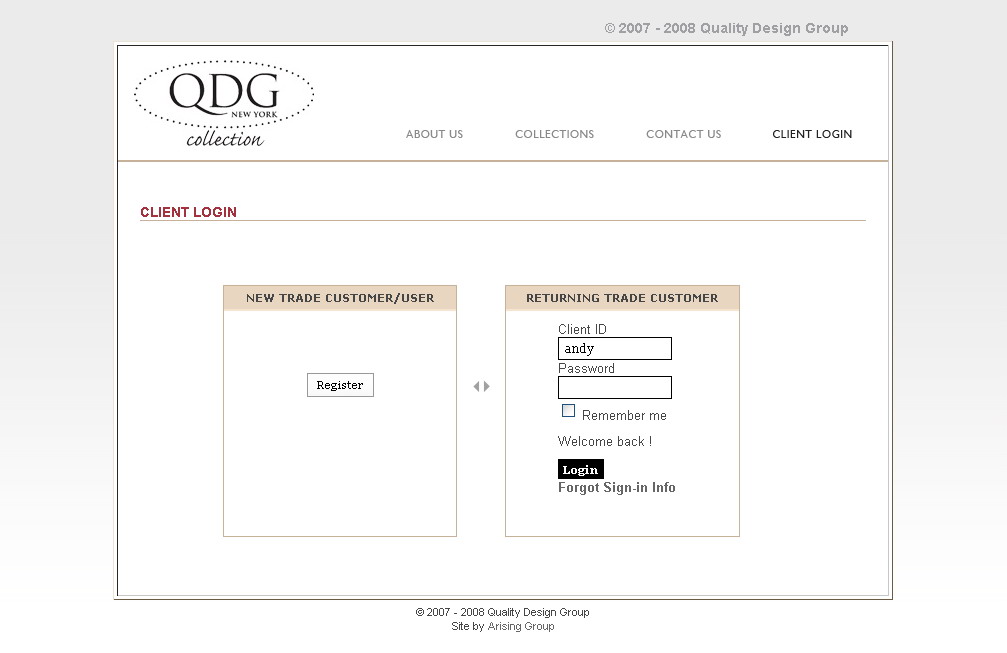 © 2007 - 2008 Quality Design Group
QDG
NEW YORK
collection
ABOUT US COLLECTIONS CONTACT US CLIENT LOGIN
CLIENT LOGIN
NEW TRADE CUSTOMER/USER
Register
RETURNING TRADE CUSTOMER
Client ID
andy
Password
Remember me
Welcome back !
Login
Forgot Sign-in Info
© 2007 - 2008 Quality Design Group
Site by Arising Group